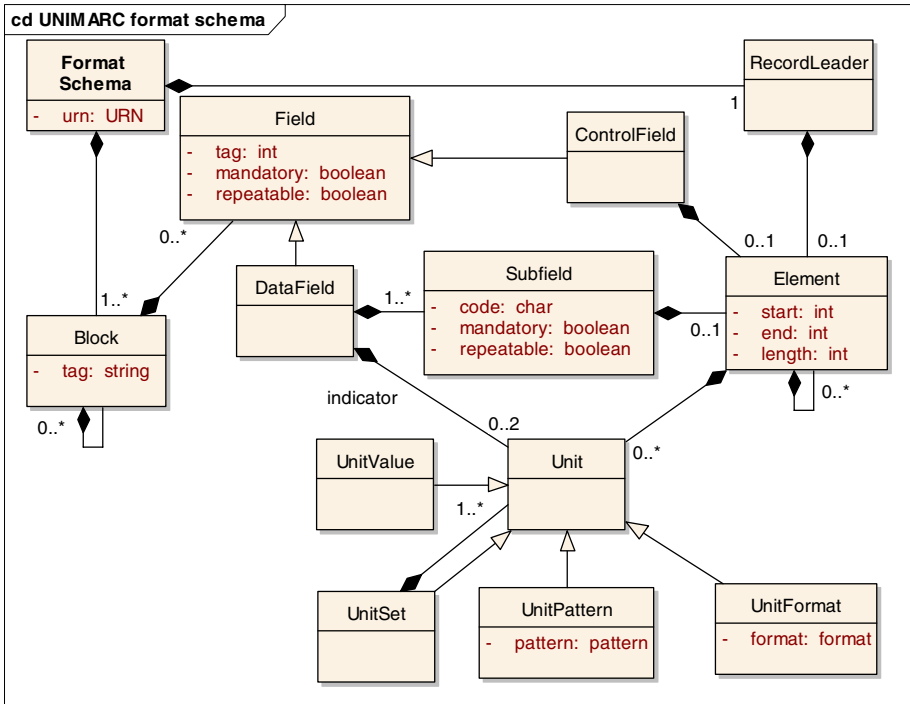 cd UNIMARC format schema
Format
Schema
- urn: URN
RecordLeader
1
Field
- tag: int
- mandatory: boolean
- repeatable: boolean
ControlField
0..*
0..1
0..1
DataField
1..*
Subfield
- code: char
- mandatory: boolean
- repeatable: boolean
0..1
Element
- start: int
- end: int
- length: int
0..*
1..*
Block
- tag: string
0..*
indicator
0..2
0..*
UnitValue
Unit
1..*
UnitSet
UnitPattern
- pattern: pattern
UnitFormat
- format: format